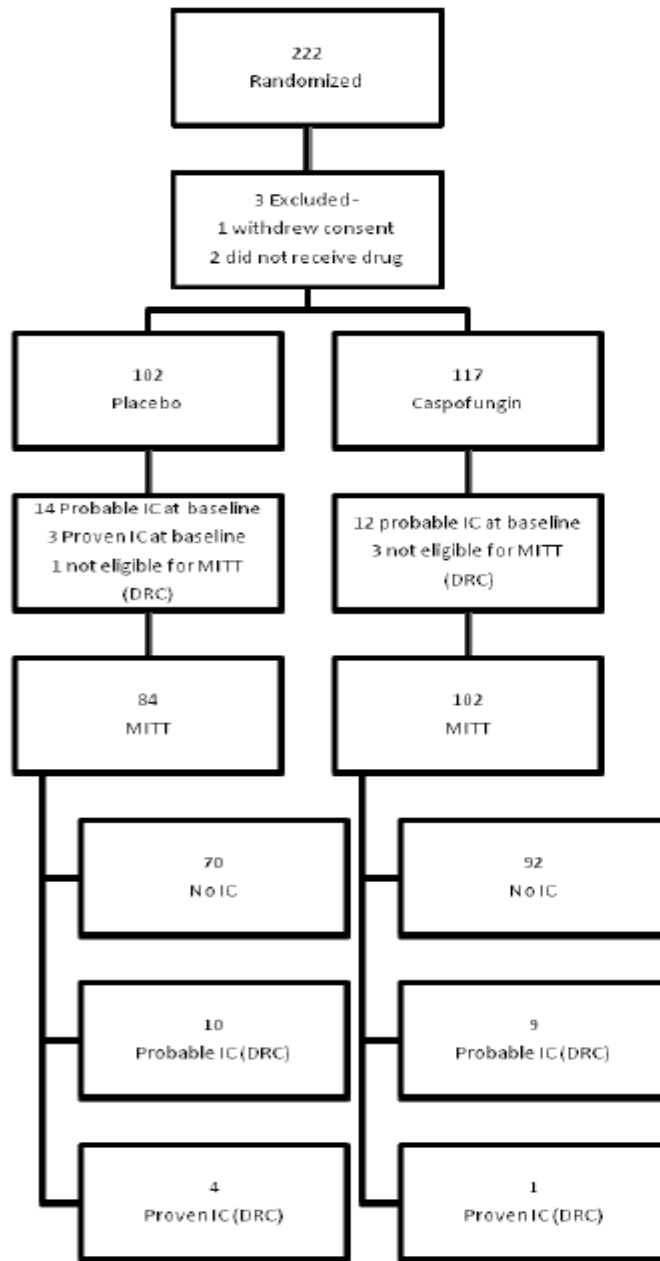 222
Randomized
3 Excluded-
1 withdrew consent
2 did not receive drug
102
Placebo
117
Caspofungin
14 Probable IC at baseline
3 Proven IC at baseline
1 not eligible for MITT
(DRC)
12 probable IC at baseline
3 not eligible for MITT
(DRC)
84
MITT
102
MITT
70
No IC
92
No IC
10
Probable IC (DRC)
9
Probable IC (DRC)
4
Proven IC (DRC)
1
Proven IC (DRC)